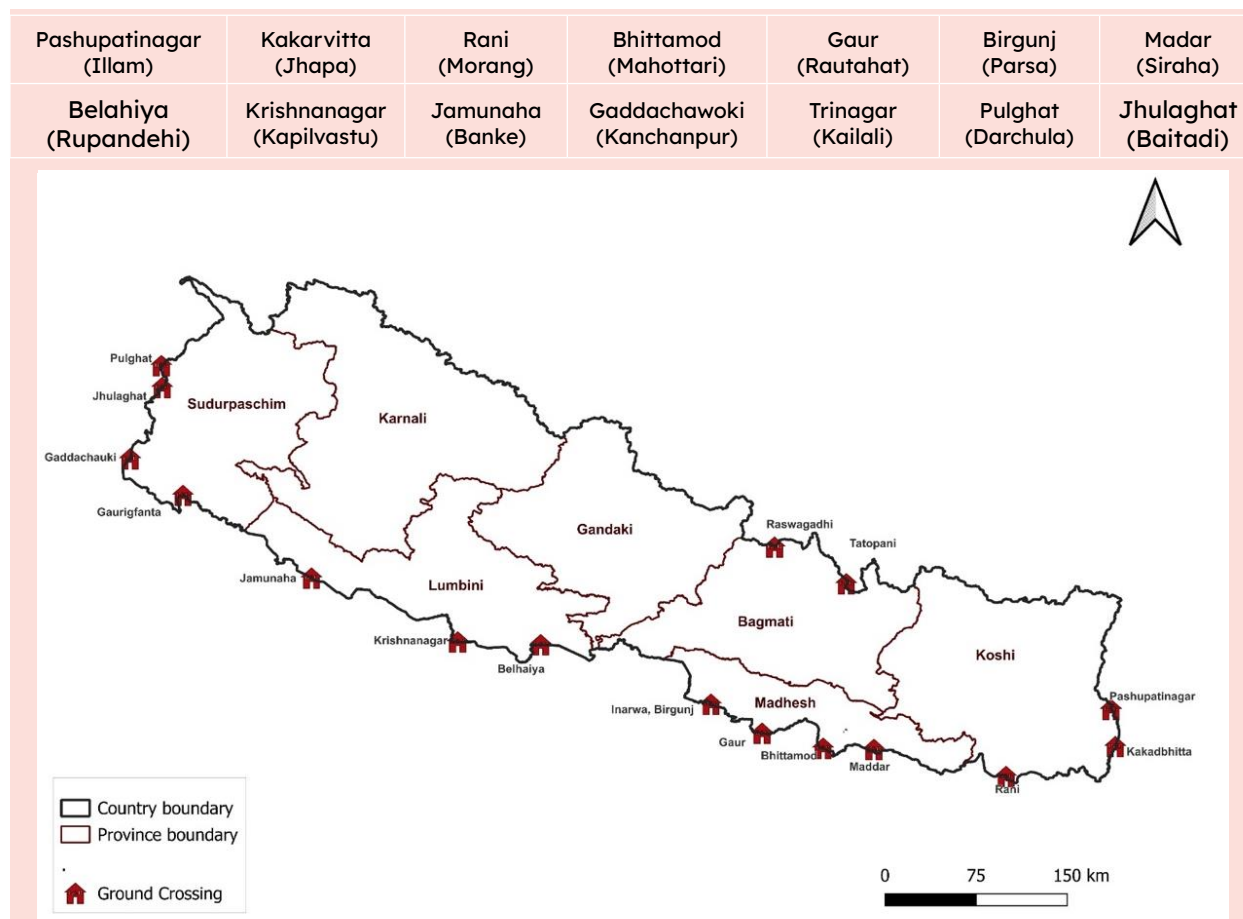 Pashupatinagar
(Illam)
Kakarvitta
(Jhapa)
Rani
(Morang)
Bhittamod
(Mahottari)
Gaur
(Rautahat)
Birgunj
(Parsa)
Madar
(Siraha)
Belahiya
(Rupandehi)
Krishnanagar
(Kapilvastu)
Jamunaha
(Banke)
Gaddachawoki
(Kanchanpur)
Trinagar
(Kailali)
Pulghat
(Darchula)
Jhulaghat
(Baitadi)
Pulghat
Jhulaghat
Sudurpaschim
Karnali
Gaddachauki
Gaurigfanta
Gandaki
Raswagadhi
Tatopani
Jamunaha
Lumbini
Bagmati
Krishnanagar
Belhaiya
Koshi
Madhesh
Pashupatinagar
Inarwa, Birgunj
Gaur
Bhittamod
Maddar
Kakadbhitta
Rani
Country boundary
Province boundary
Ground Crossing
0 75 150 km